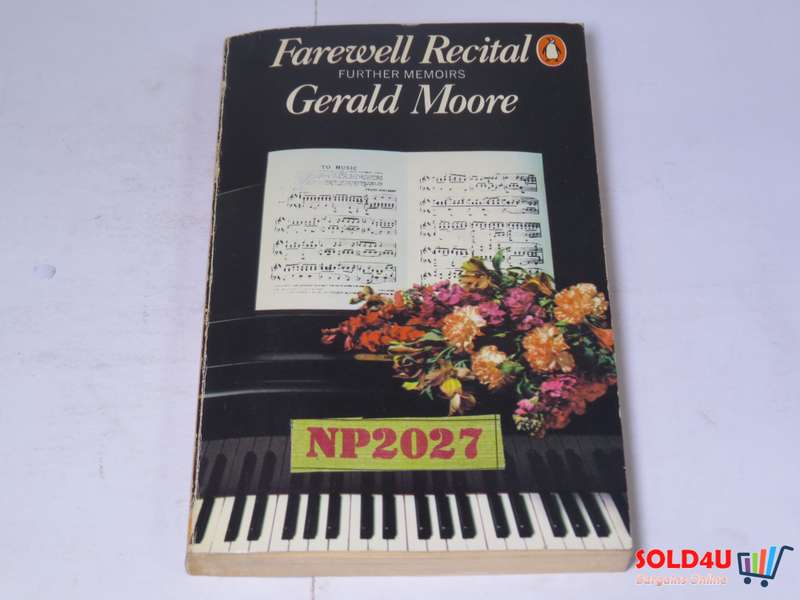 Farewell Recital
FURTHER MEMOIRS
Gerald Moore
TO MUSIC
NP2027
SOLD4U
Bargains Online